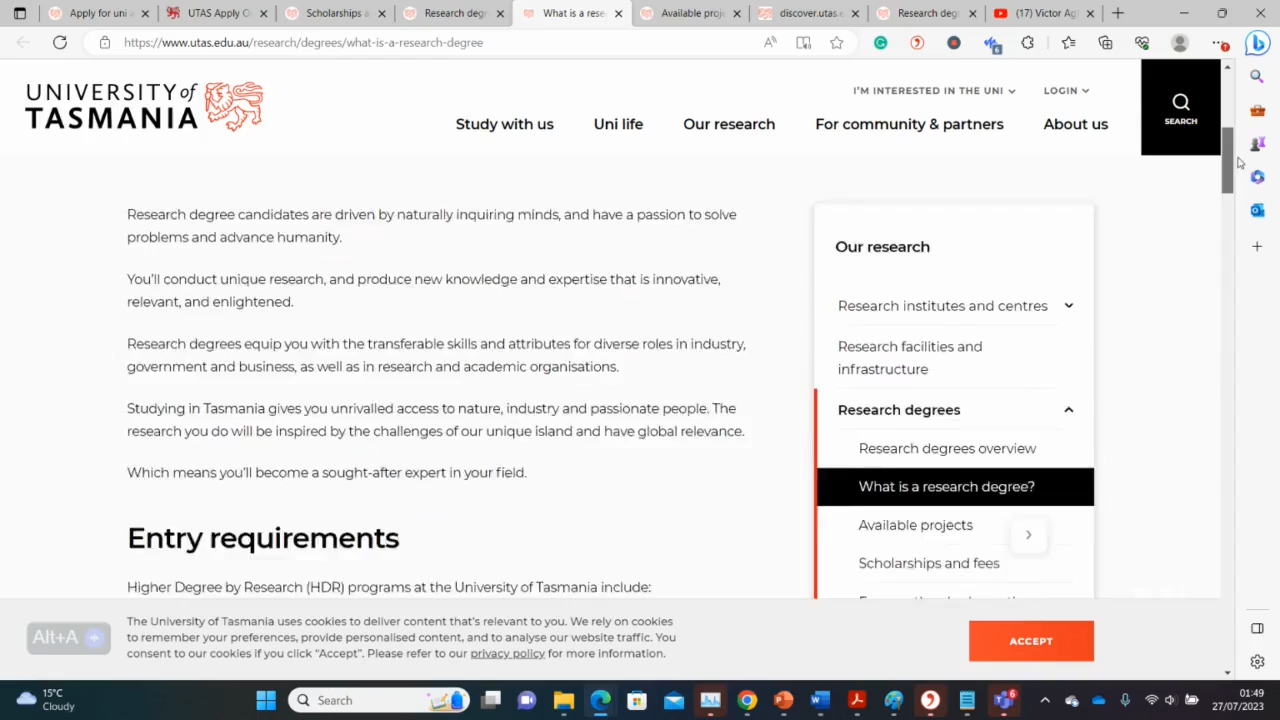 Apply for uni a
UTAS Apply O
Scholarships a
Research degr
What is a rese
Available proj
discover.utas.e
Research degr
(17) Victor Ag
https://www.utas.edu.au/research/degrees/what-is-a-research-degree
6
UNIVERSITY of
TASMANIA
I'M INTERESTED IN THE UNI
LOGIN
Study with us
Uni life
Our research
For community & partners
About us
SEARCH
Research degree candidates are driven by naturally inquiring minds, and have a passion to solve
problems and advance humanity.
You'll conduct unique research, and produce new knowledge and expertise that is innovative,
relevant, and enlightened.
Research degrees equip you with the transferable skills and attributes for diverse roles in industry,
government and business, as well as in research and academic organisations.
Studying in Tasmania gives you unrivalled access to nature, industry and passionate people. The
research you do will be inspired by the challenges of our unique island and have global relevance.
Which means you'll become a sought-after expert in your field.
Entry requirements
Higher Degree by Research (HDR) programs at the University of Tasmania include:
Our research
Research institutes and centres
Research facilities and
infrastructure
Research degrees
Research degrees overview
What is a research degree?
Available projects
Scholarships and fees
Alt+A
The University of Tasmania uses cookies to deliver content that's relevant to you. We rely on cookies
to remember your preferences, provide personalised content, and to analyse our website traffic. You
consent to our cookies if you click "Accept". Please refer to our privacy policy for more information.
ACCEPT
15°C
Cloudy
Search
6
01:49
27/07/2023